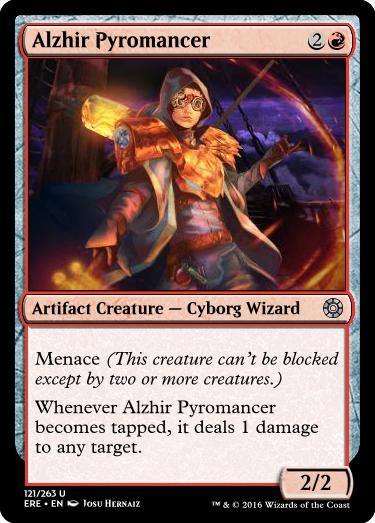 Alzhir Pyromancer 2
Artifact Creature — Cyborg Wizard
Menace (This creature can't be blocked
except by two or more creatures.)
Whenever Alzhir Pyromancer
becomes tapped, it deals 1 damage
to any target.
2/2
121/263 U
ERE • EN Josu Hernaiz
™ & © 2016 Wizards of the Coast